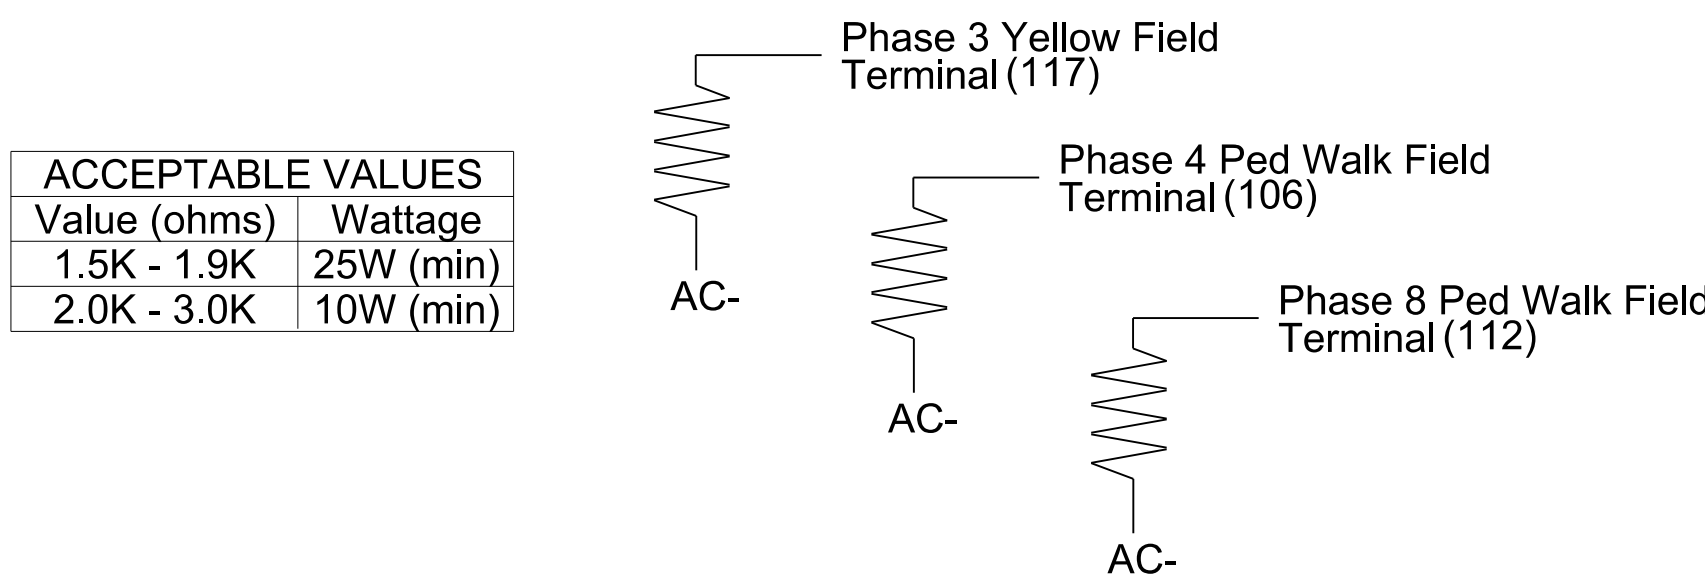 ACCEPTABLE VALUES
Value (ohms) Wattage
1.5K - 1.9K 25W (min)
2.0K - 3.0K 10W (min)
Phase 3 Yellow Field
Terminal (117)
AC-
Phase 4 Ped Walk Field
Terminal (106)
AC-
Phase 8 Ped Walk Field
Terminal (112)
AC-